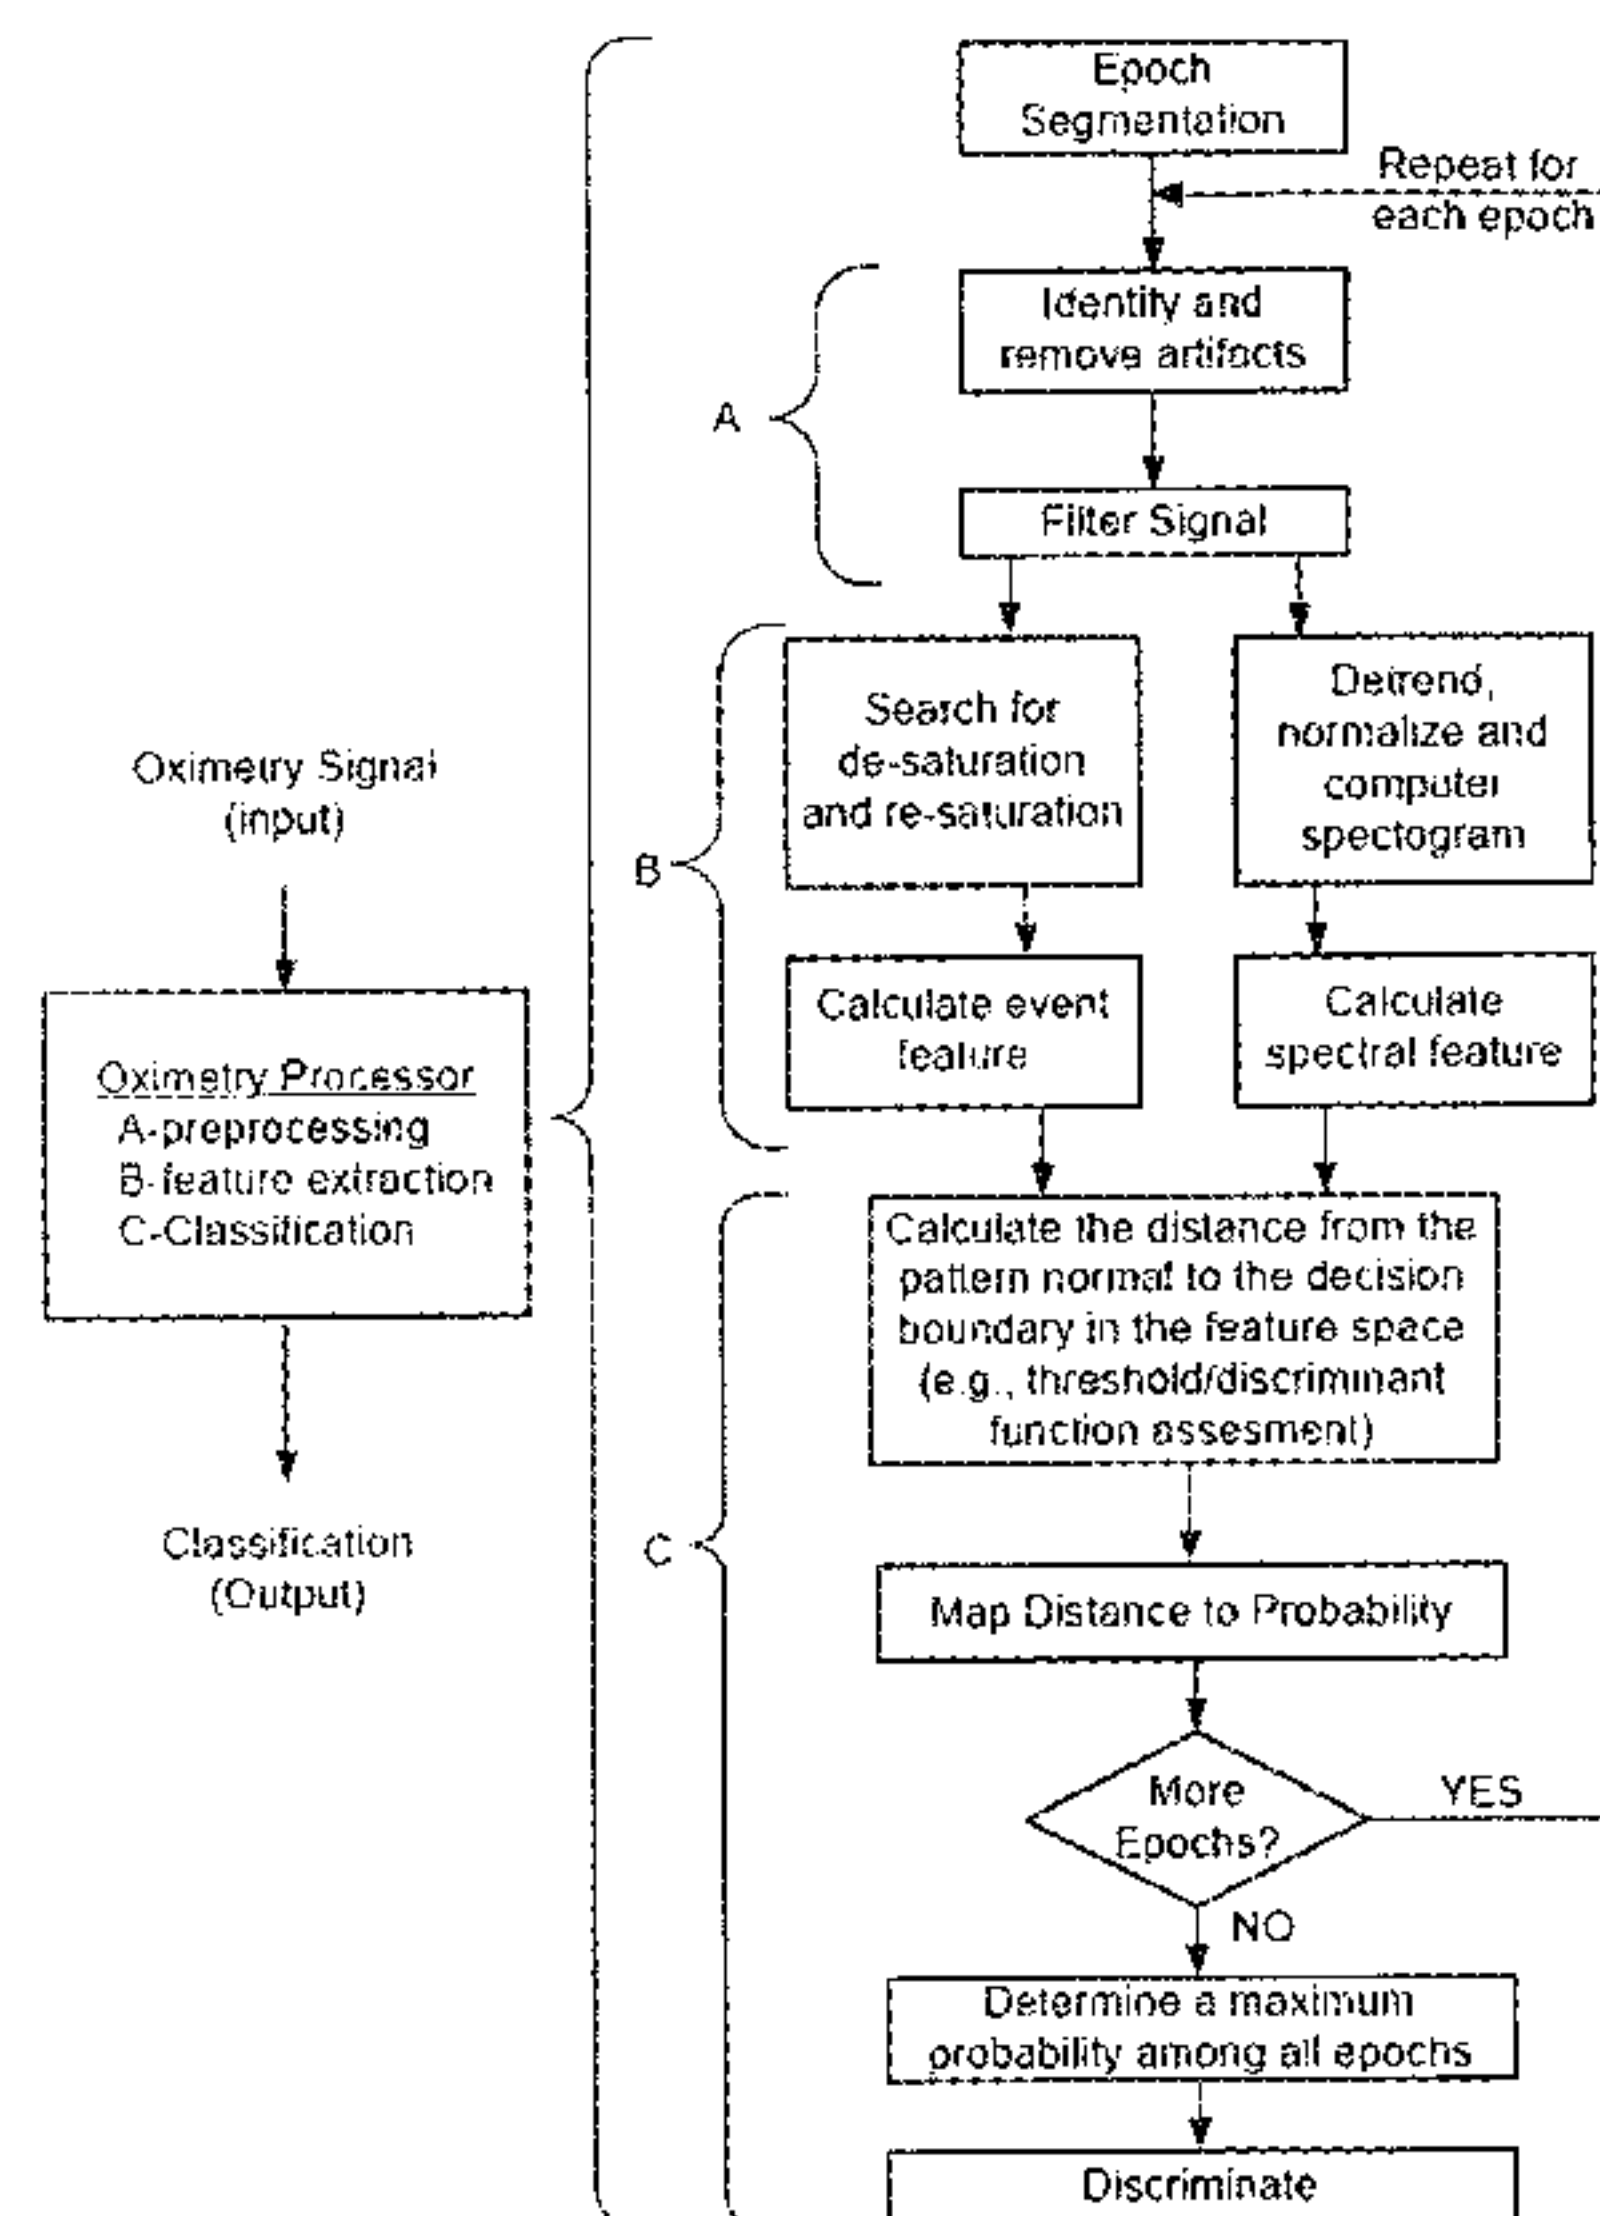 Epoch
Segmentation
Repeat for
each epoch
Identify and
remove artifacts
A
Filter Signal
Search for
de-saturation
and re-saturation
Detrend,
normalize and
computer
spectogram
Oximetry Signal
(input)
B
Calculate event
feature
Calculate
spectral feature
Oximetry Processor
A-preprocessing
B-feature extraction
C-Classification
Calculate the distance from the
pattern normal to the decision
boundary in the feature space
(e.g., threshold/discriminant
function assesment)
Classification
(Output)
C
Map Distance to Probability
More
Epochs?
YES
NO
Determine a maximum
probability among all epochs
Discriminate